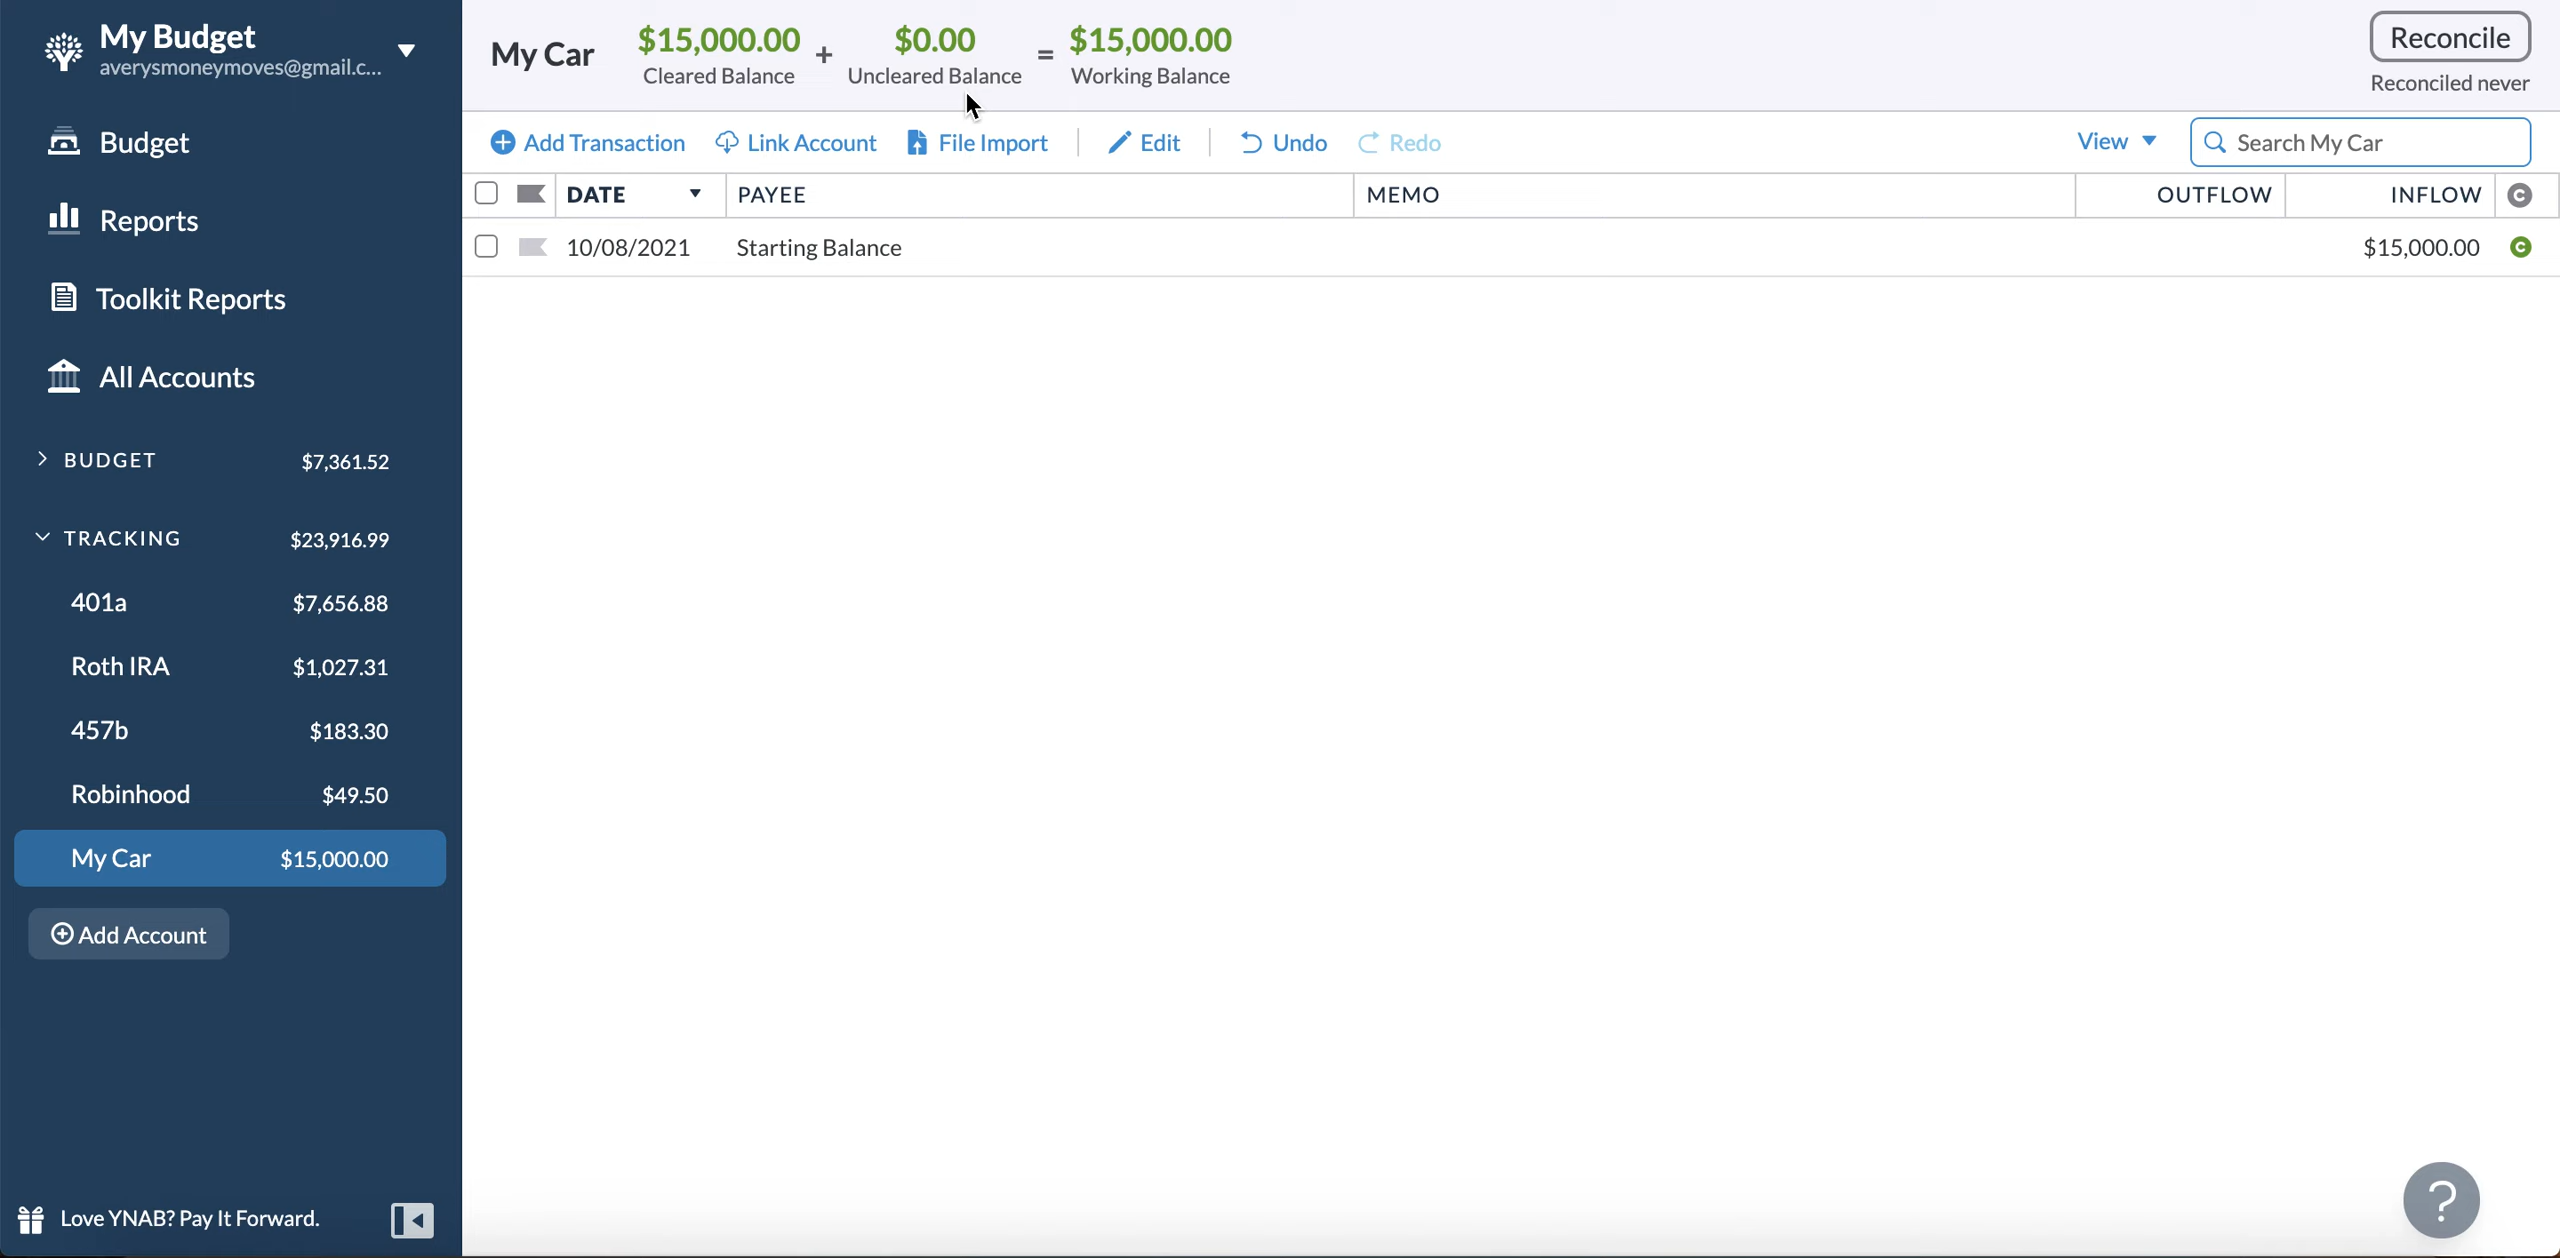 My Budget
averysmoneymoves@gmail.c...
Budget
Reports
Toolkit Reports
All Accounts
BUDGET $7,361.52
TRACKING $23,916.99
401a $7,656.88
Roth IRA $1,027.31
457b $183.30
Robinhood $49.50
My Car $15,000.00
Add Account
Love YNAB? Pay It Forward.
My Car
$15,000.00 + $0.00 = $15,000.00
Cleared Balance Uncleared Balance Working Balance
Reconcile
Reconciled never
Add Transaction Link Account File Import Edit Undo Redo View Search My Car
DATE PAYEE MEMO OUTFLOW INFLOW C
10/08/2021 Starting Balance $15,000.00 C
?